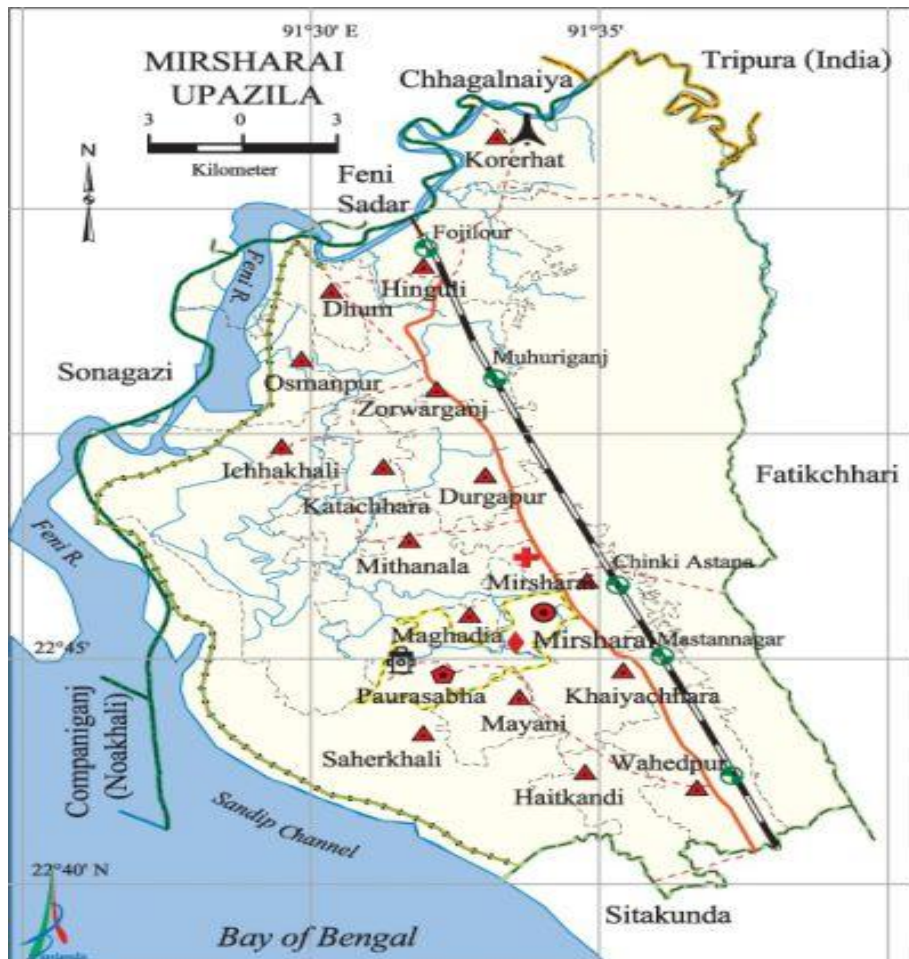 91°30' E
91°35'
MIRSHARAI
UPAZILA
Tripura (India)
Chhagalnaiya
3 0 3
Kilometer
N
Korerhat
Feni
Sadar
Fojilour
Feni R.
Hinguli
Dhum
Sonagazi
Muhuriganj
Osmanpur
Zorwarganj
Ichhakhali
Katachhara
Durgapur
Fatikchhari
Feni R.
Mithanala
Chinki Astana
Mirsharai
Maghadia
Mirsharai
Mastannagar
22°45'
Paurasabha
Khaiyachhara
Mayani
Companiganj
(Noakhali)
Saherkhali
Wahedpur
Haitkandi
Sandip Channel
22°40' N
Sitakunda
Bay of Bengal